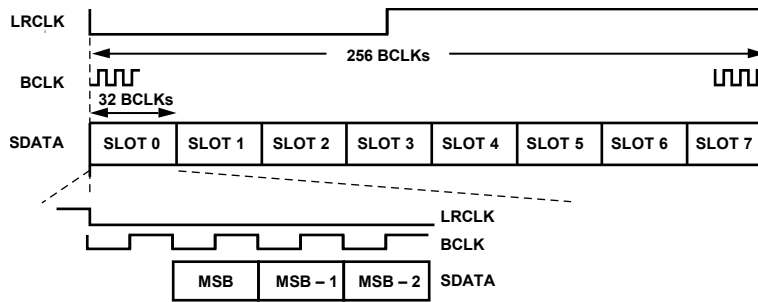 LRCLK
256 BCLKs
BCLK
32 BCLKs
SDATA SLOT 0 SLOT 1 SLOT 2 SLOT 3 SLOT 4 SLOT 5 SLOT 6 SLOT 7
LRCLK
BCLK
MSB MSB – 1 MSB – 2 SDATA